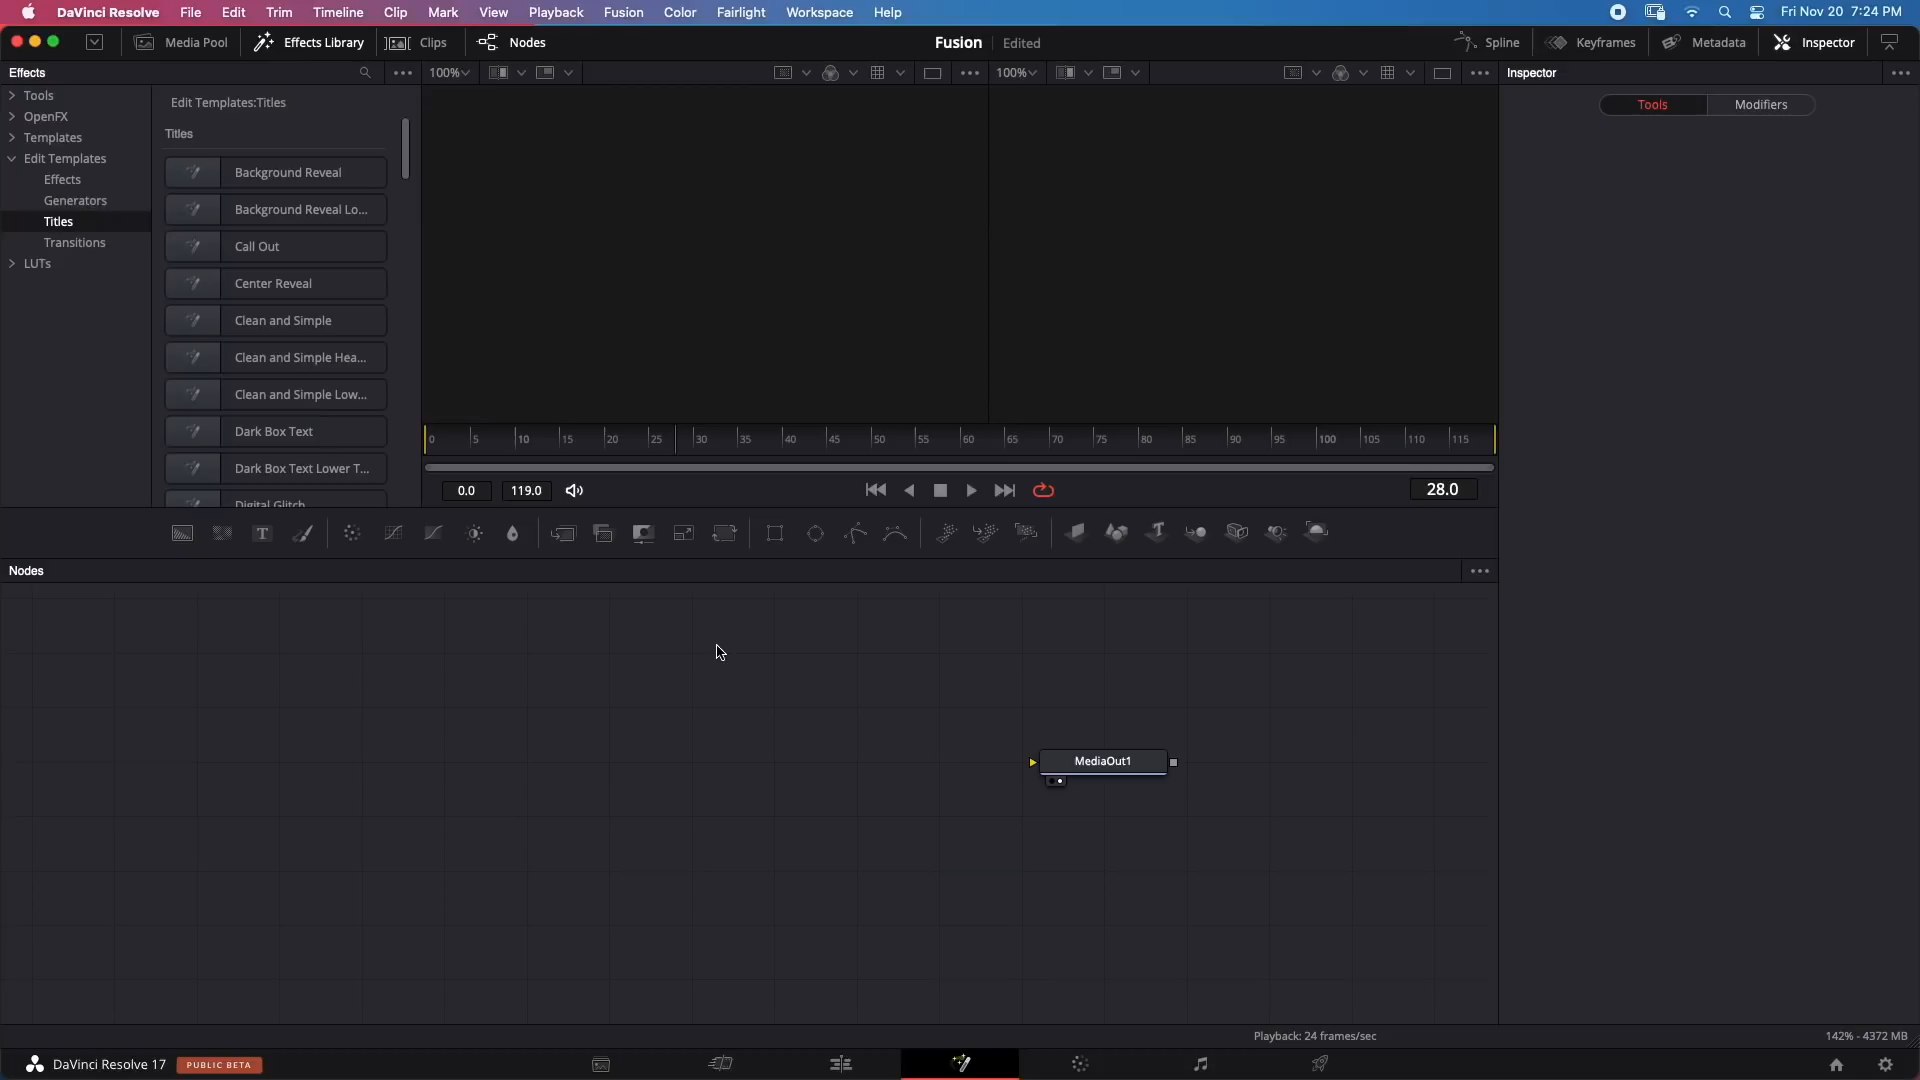 DaVinci Resolve File Edit Trim Timeline Clip Mark View Playback Fusion Color Fairlight Workspace Help Fri Nov 20 7:24 PM
Media Pool Effects Library Clips Nodes Fusion Edited Spline Keyframes Metadata Inspector
Effects 100% 100% Inspector
Tools
OpenFX
Templates
Edit Templates
Effects
Generators
Titles
Transitions
LUTs
Edit Templates:Titles
Titles
Background Reveal
Background Reveal Lo...
Call Out
Center Reveal
Clean and Simple
Clean and Simple Hea...
Clean and Simple Low...
Dark Box Text
Dark Box Text Lower T...
Digital Glitch
Tools Modifiers
0 5 10 15 20 25 30 35 40 45 50 55 60 65 70 75 80 85 90 95 100 105 110 115
0.0 119.0 28.0
Nodes
MediaOut1
Playback: 24 frames/sec 142% - 4372 MB
DaVinci Resolve 17 PUBLIC BETA